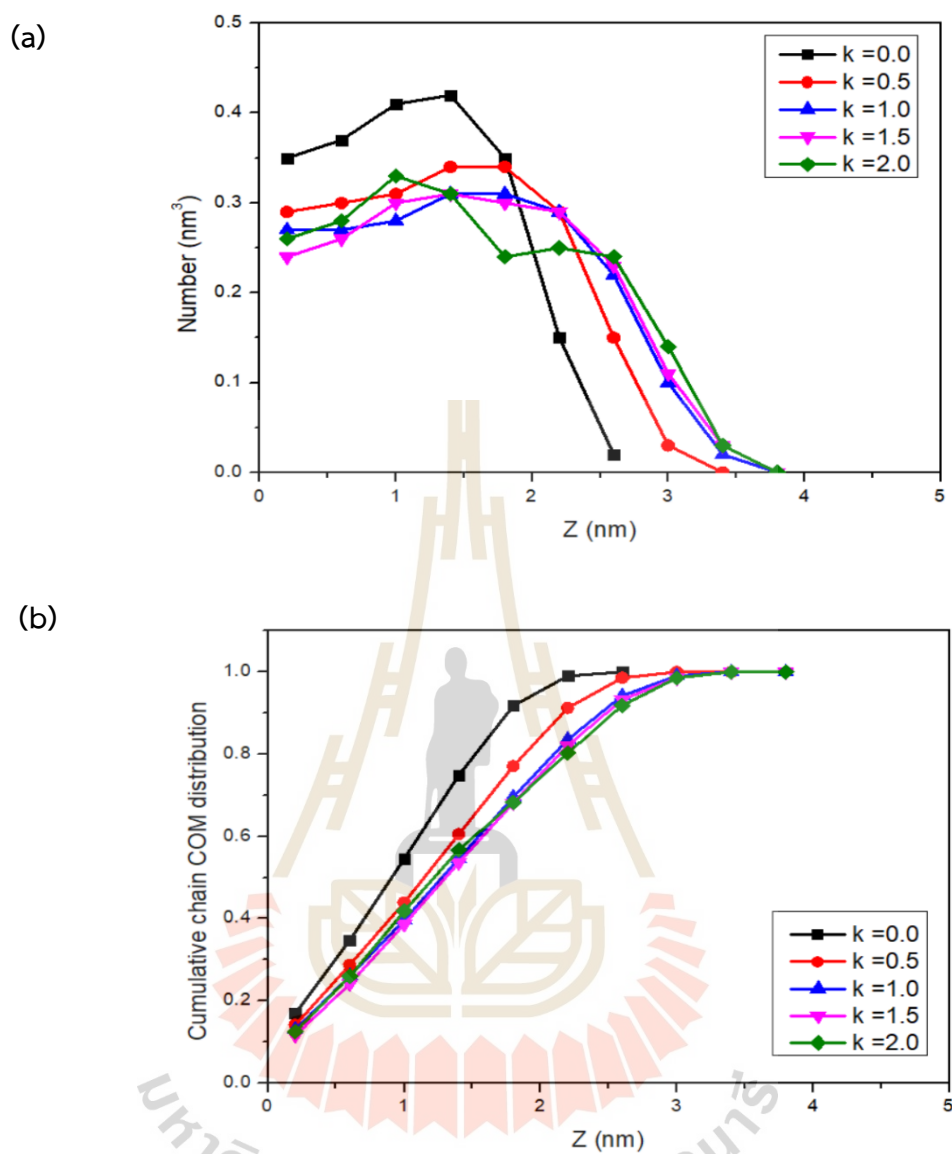 (a)
0.5
0.4
0.3
0.2
0.1
0.0
Number (nm³)
k =0.0
k =0.5
k =1.0
k =1.5
k =2.0
0 1 2 3 4 5
Z (nm)
(b)
1.0
0.8
0.6
0.4
0.2
0.0
Cumulative chain COM distribution
k =0.0
k =0.5
k =1.0
k =1.5
k =2.0
0 1 2 3 4 5
Z (nm)